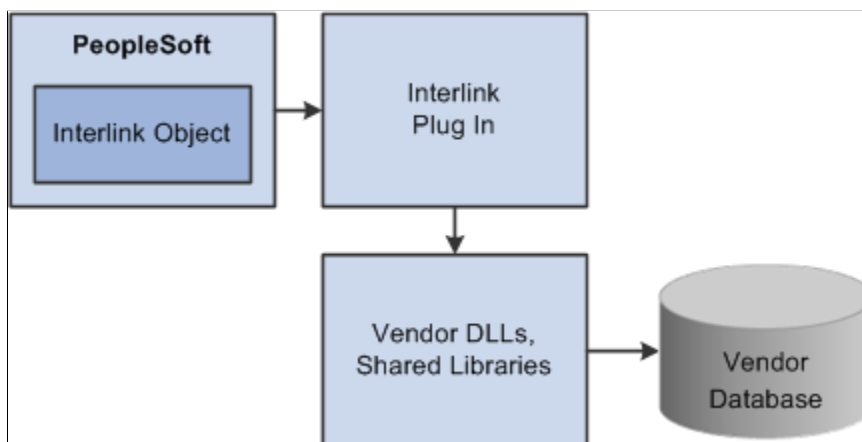 PeopleSoft
Interlink Object
Interlink
Plug In
Vendor DLLs,
Shared Libraries
Vendor
Database